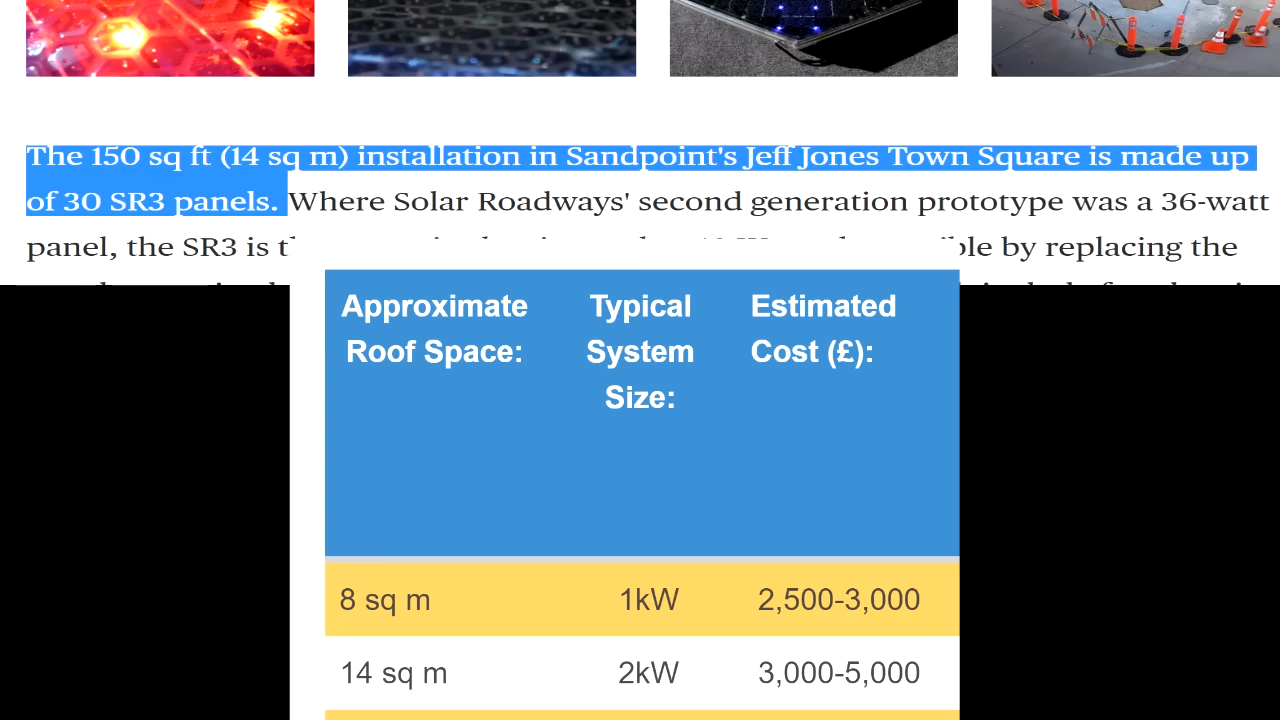 The 150 sq ft (14 sq m) installation in Sandpoint's Jeff Jones Town Square is made up
of 30 SR3 panels. Where Solar Roadways' second generation prototype was a 36-watt
panel, the SR3 is by replacing the
Approximate Typical Estimated
Roof Space: System Cost (£):
Size:
8 sq m 1kW 2,500-3,000
14 sq m 2kW 3,000-5,000